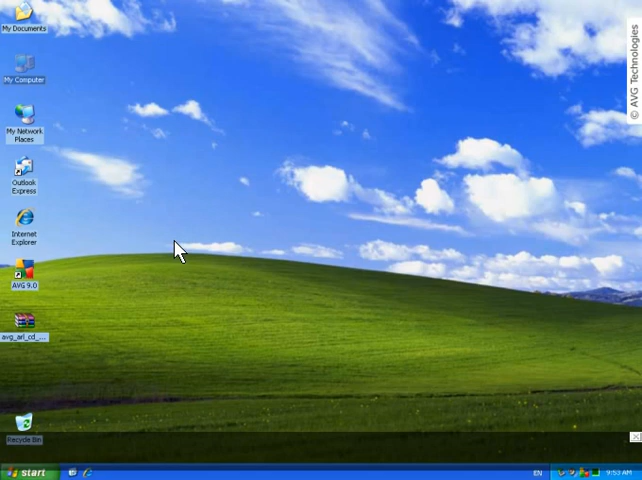 My Documents
© AVG Technologies
My Computer
My Network
Places
Outlook
Express
Internet
Explorer
AVG 9.0
avg_arl_cd_...
Recycle Bin
start
EN
9:53 AM